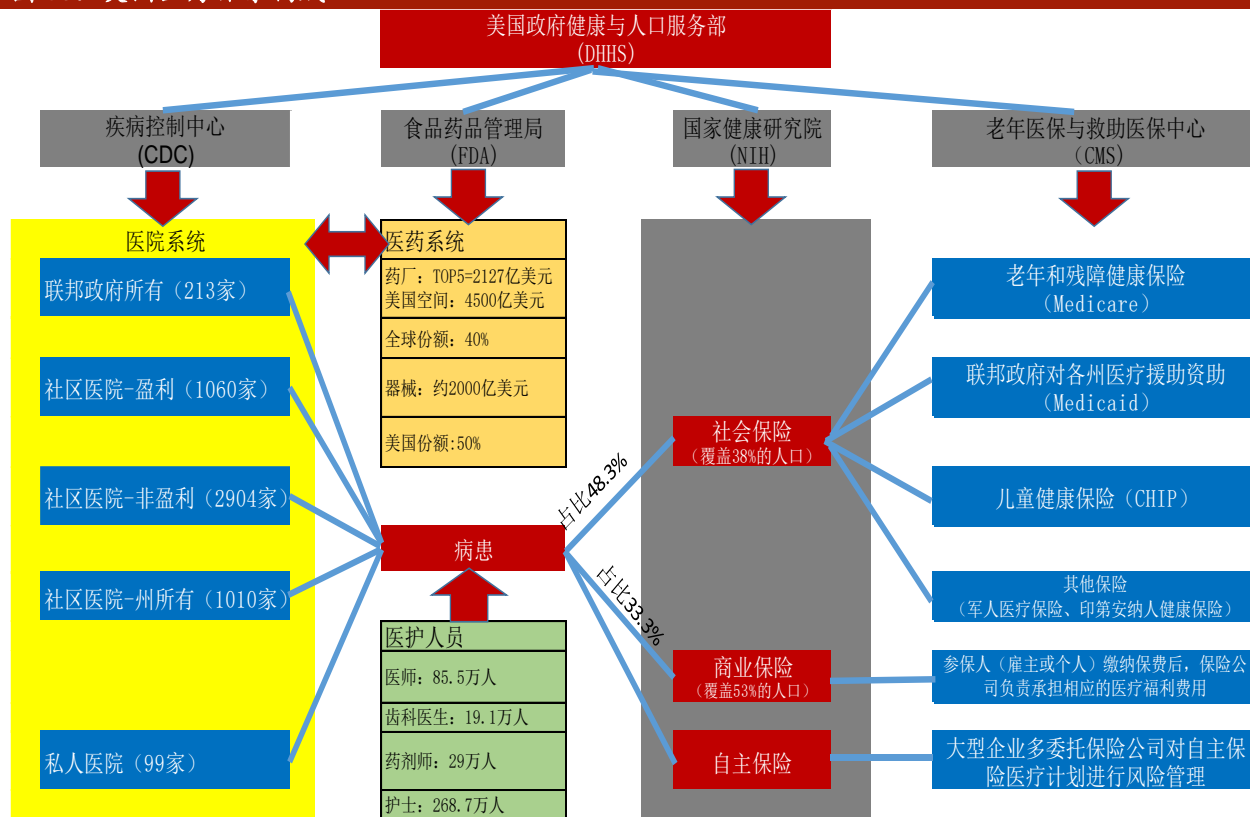 美国政府健康与人口服务部
(DHHS)
疾病控制中心
(CDC)
食品药品管理局
(FDA)
国家健康研究院
(NIH)
老年医保与救助医保中心
(CMS)
医院系统
联邦政府所有（213家）
社区医院-盈利（1060家）
社区医院-非盈利（2904家）
社区医院-州所有（1010家）
私人医院（99家）
医药系统
药厂：TOP5=2127亿美元
美国空间：4500亿美元
全球份额：40%
器械：约2000亿美元
美国份额:50%
病患
医护人员
医师：85.5万人
齿科医生：19.1万人
药剂师：29万人
护士：268.7万人
占比48.3%
占比33.3%
社会保险
（覆盖38%的人口）
商业保险
（覆盖53%的人口）
自主保险
老年和残障健康保险
（Medicare）
联邦政府对各州医疗援助资助
（Medicaid）
儿童健康保险（CHIP）
其他保险
（军人医疗保险、印第安纳人健康保险）
参保人（雇主或个人）缴纳保费后，保险公
司负责承担相应的医疗福利费用
大型企业多委托保险公司对自主保
险医疗计划进行风险管理